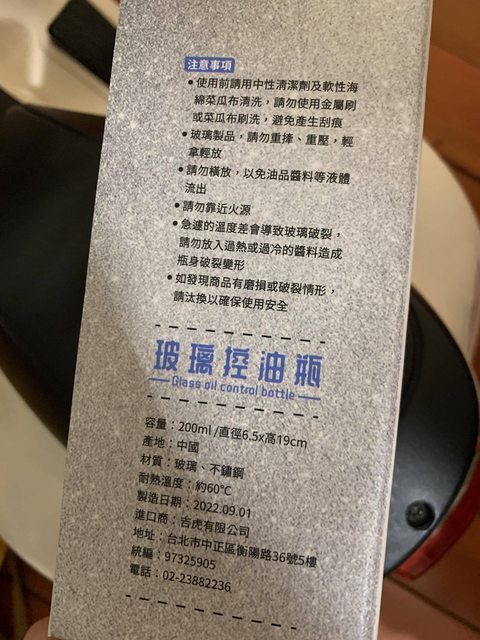 注意事項
•使用前請用中性清潔劑及軟性海
綿菜瓜布清洗，請勿使用金屬刷
或菜瓜布刷洗，避免產生刮痕
•玻璃製品，請勿重摔、重壓，輕
拿輕放
•請勿橫放，以免油品醬料等液體
流出
•請勿靠近火源
•急遽的溫度差會導致玻璃破裂，
請勿放入過熱或過冷的醬料造成
瓶身破裂變形
•如發現商品有磨損或破裂情形，
請汰換以確保使用安全
玻璃控油瓶
Glass oil control bottle
容量：200ml /直徑6.5x高19cm
產地：中國
材質：玻璃、不鏽鋼
耐熱溫度：約60°C
製造日期：2022.09.01
進口商：吉虎有限公司
地址：台北市中正區衡陽路36號5樓
統編：97325905
電話：02-23882236